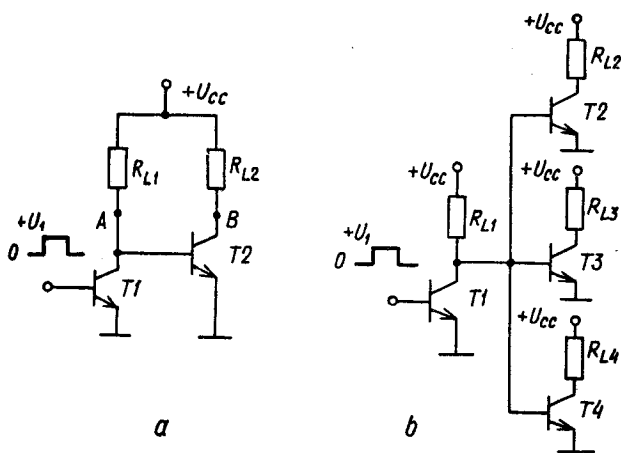 +Ucc
RL1
RL2
A
B
+U1
0
T1
T2
a
+Ucc
RL2
T2
+Ucc
RL1
+Ucc
RL3
+U1
0
T1
T3
+Ucc
RL4
T4
b